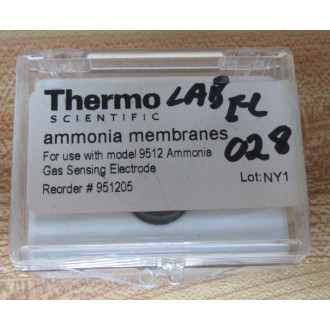 Thermo
SCIENTIFIC
ammonia membranes
For use with model 9512 Ammonia
Gas Sensing Electrode
Reorder # 951205
Lot: NY1
LAB EL
028